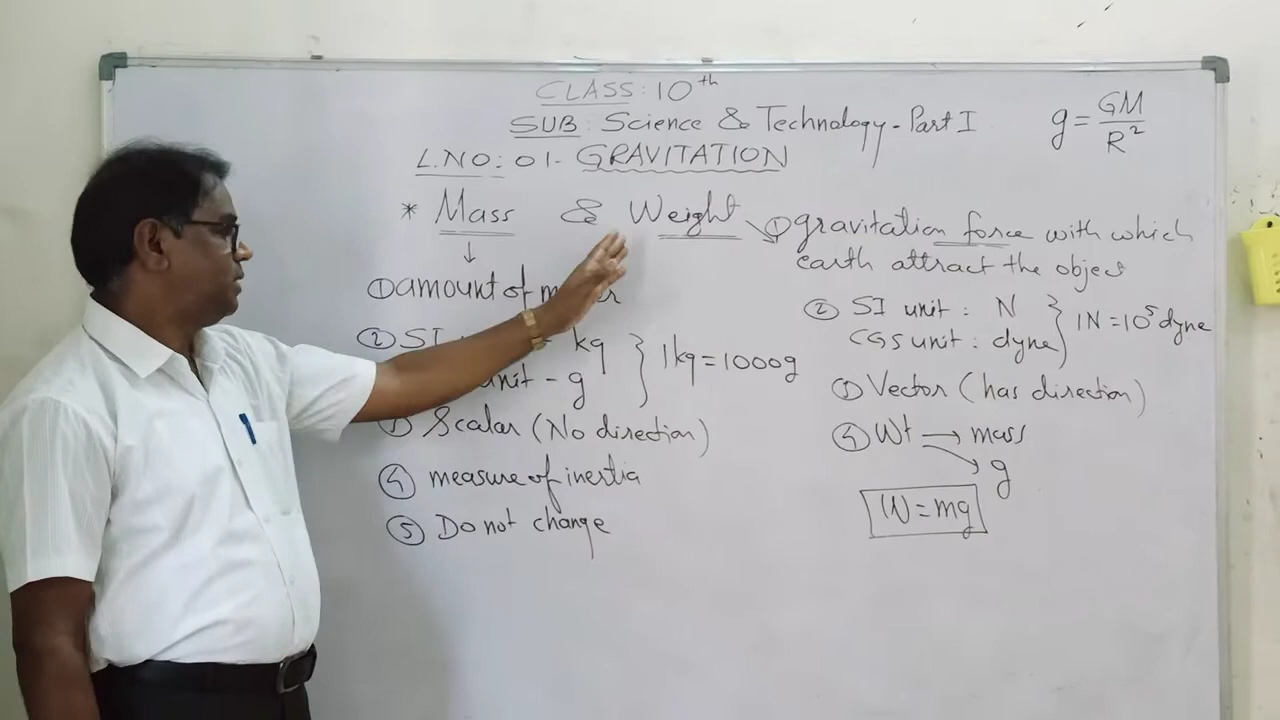 CLASS: 10th
SUB: Science & Technology - Part I
g = GM/R²
L.NO: 01 - GRAVITATION
* Mass & Weight
↓
① amount of
② SI - kg
unit - g } 1kg = 1000g
Scalar (No direction)
④ measure of inertia
⑤ Do not change
① gravitation force with which
earth attract the object
② SI unit : N
CGS unit : dyne } 1N = 10⁵ dyne
③ Vector (has direction)
④ Wt → mass
→ g
W = mg